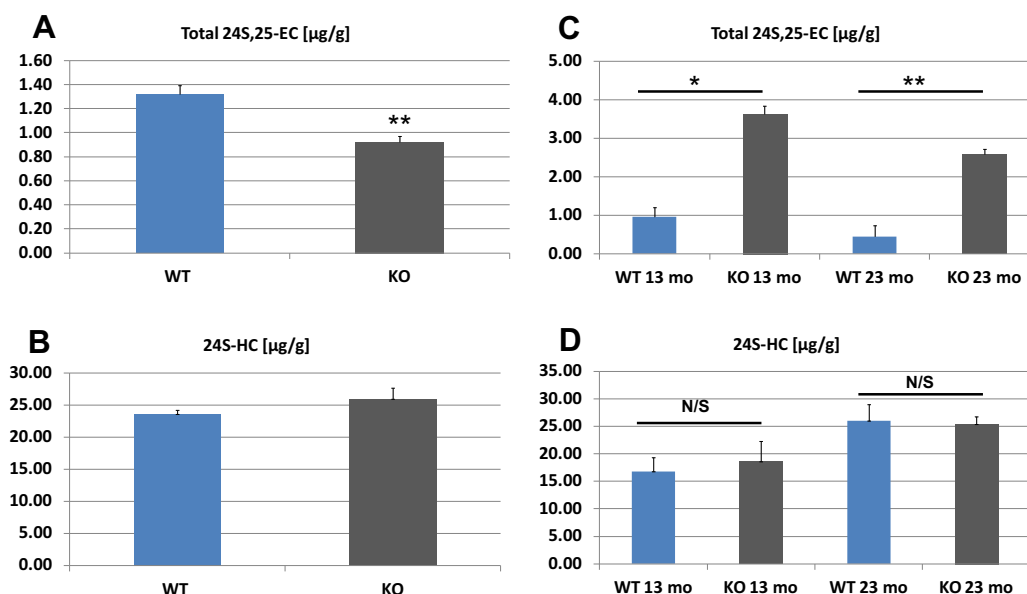 A
Total 24S,25-EC [µg/g]
1.60
1.40
1.20
1.00
0.80
0.60
0.40
0.20
0.00
**
WT
KO
C
Total 24S,25-EC [µg/g]
5.00
4.00
3.00
2.00
1.00
0.00
*
**
WT 13 mo
KO 13 mo
WT 23 mo
KO 23 mo
B
24S-HC [µg/g]
30.00
25.00
20.00
15.00
10.00
5.00
0.00
WT
KO
D
24S-HC [µg/g]
35.00
30.00
25.00
20.00
15.00
10.00
5.00
0.00
N/S
N/S
WT 13 mo
KO 13 mo
WT 23 mo
KO 23 mo